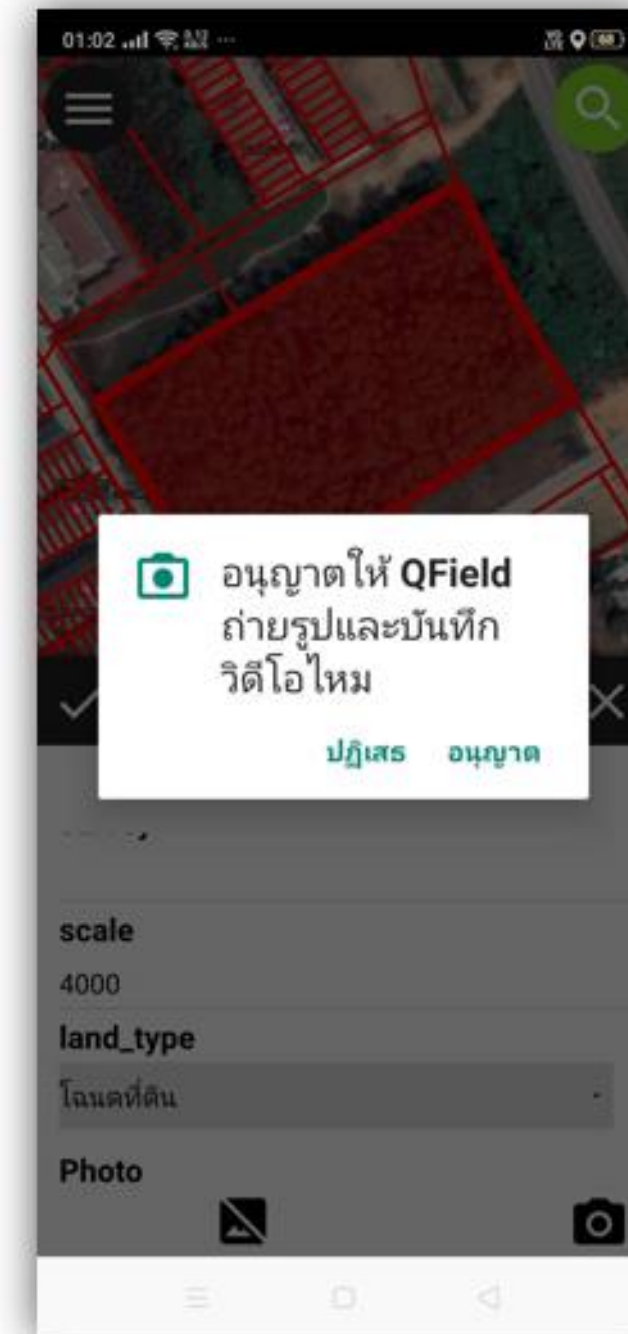 01:02
68
อนุญาตให้ QField
ถ่ายรูปและบันทึก
วิดีโอไหม
ปฏิเสธ อนุญาต
scale
4000
land_type
โฉนดที่ดิน
Photo